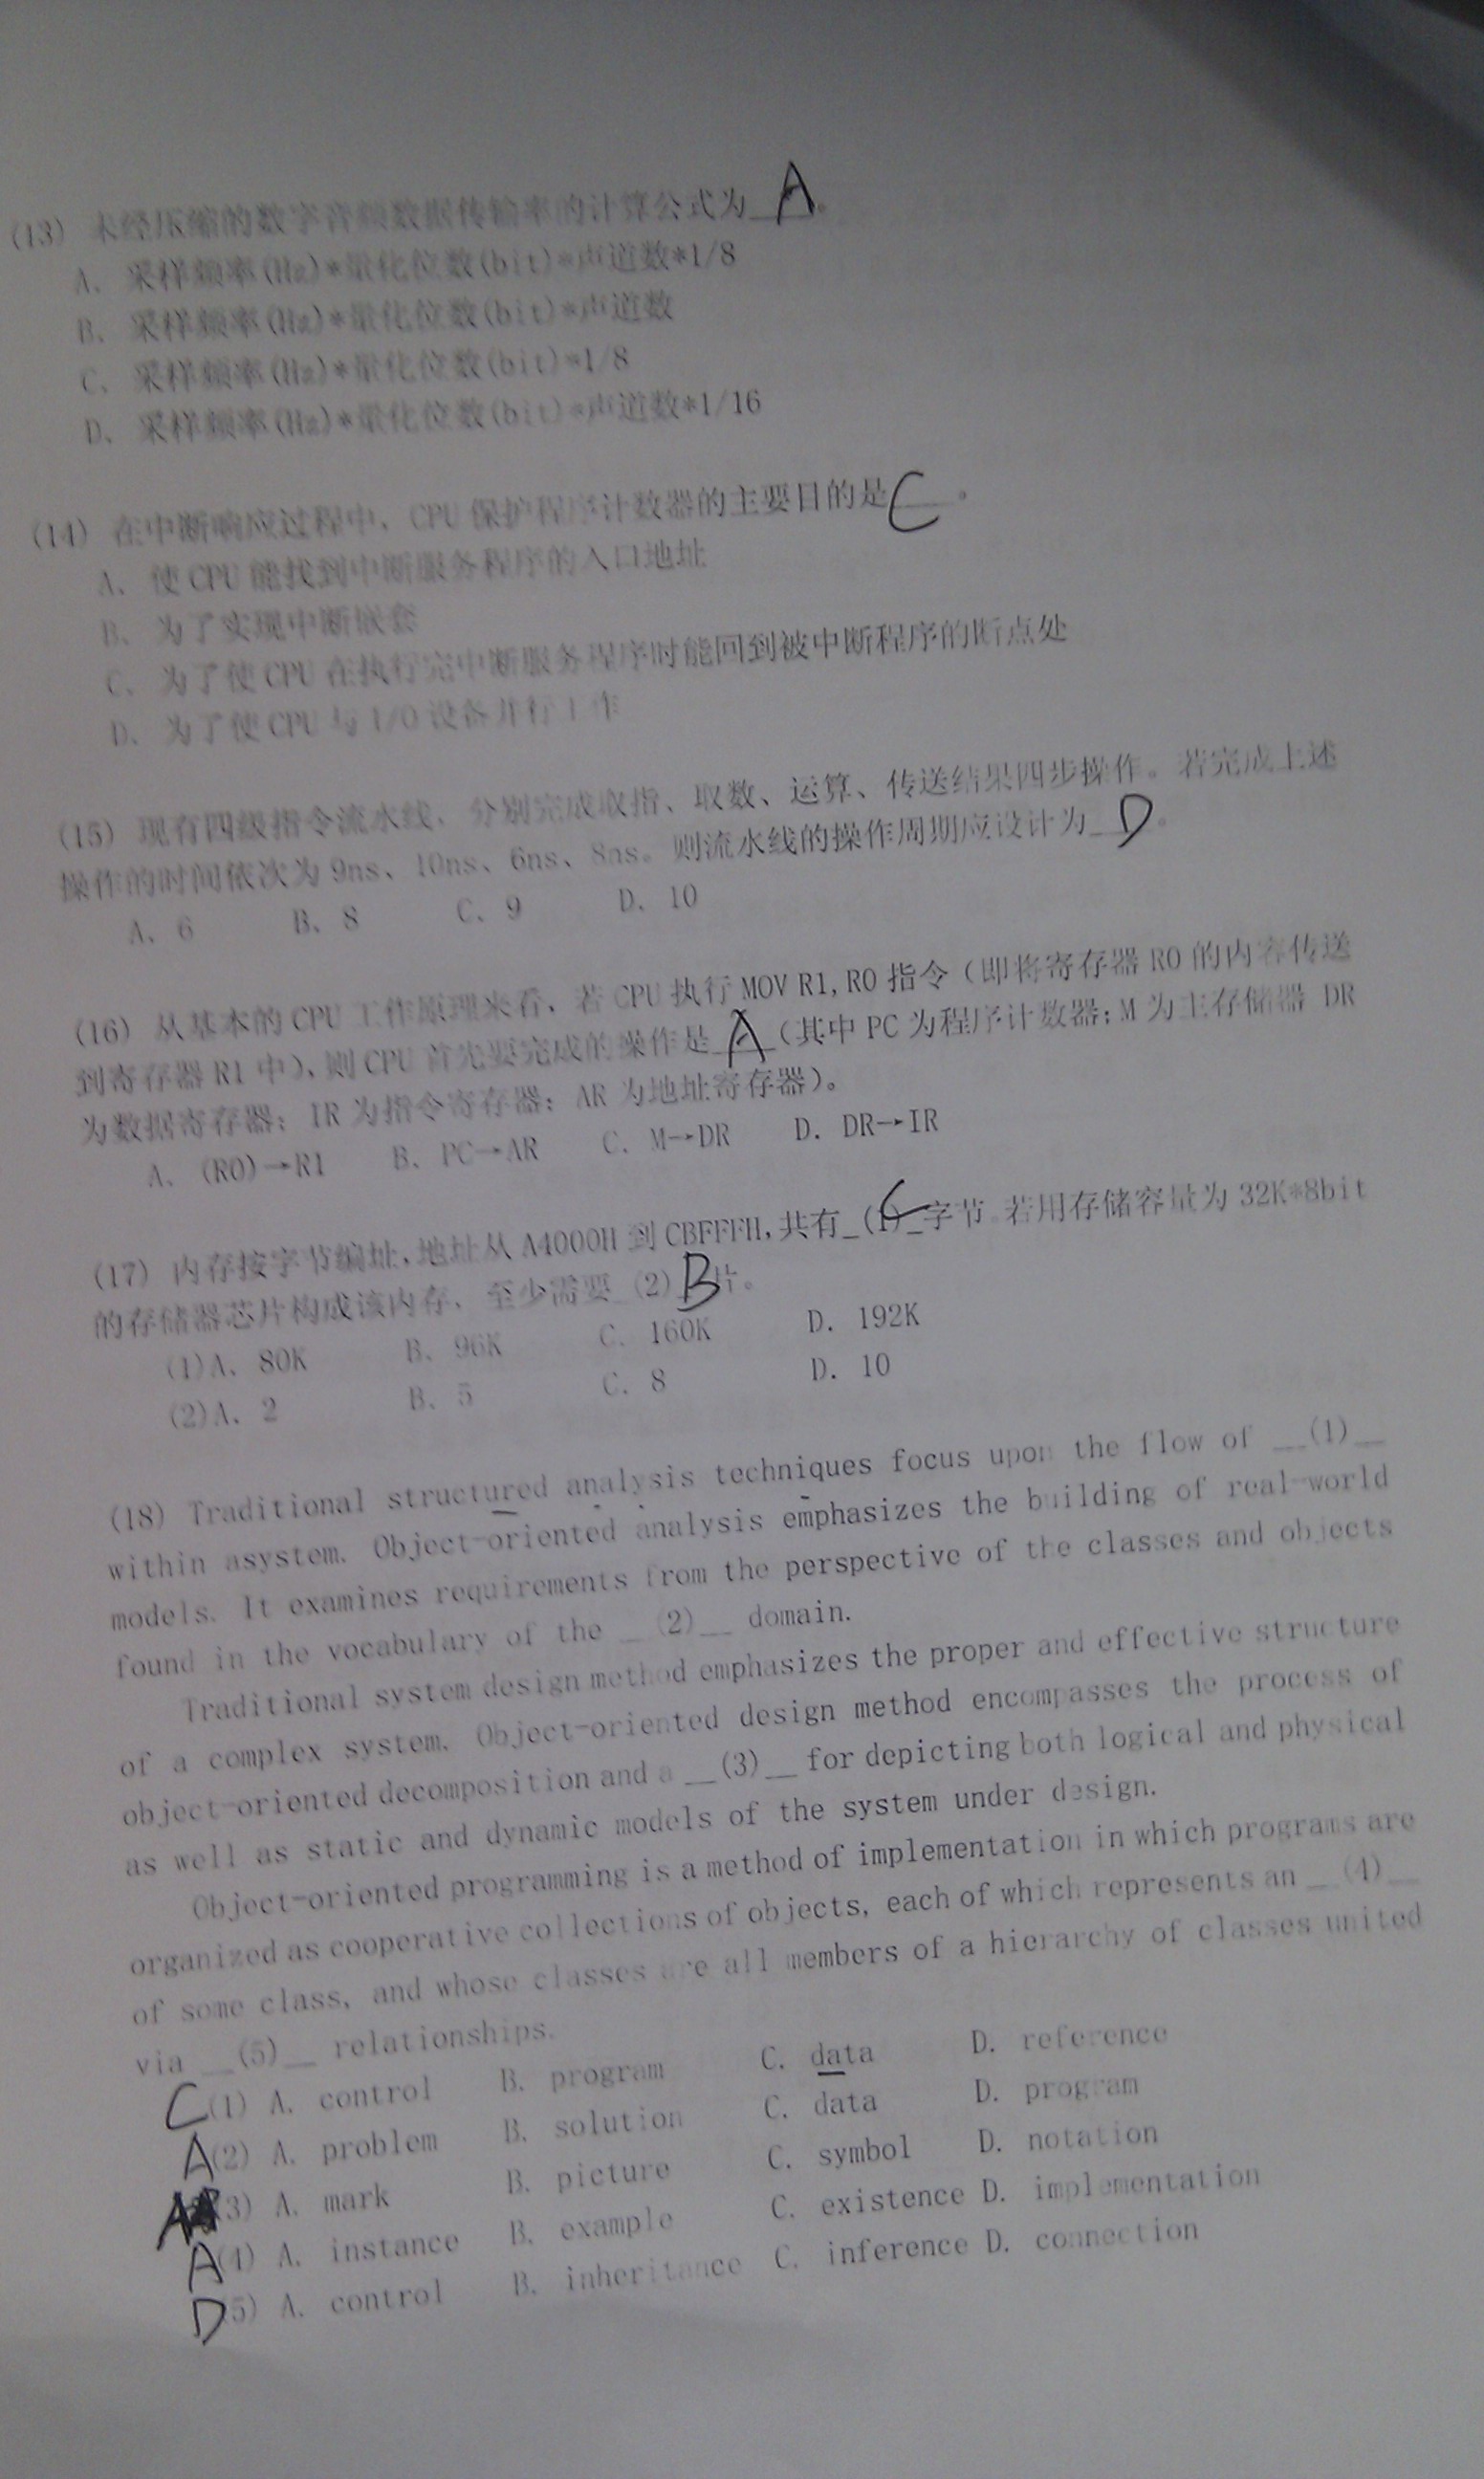 (13) 未经压缩的数字音频数据传输率的计算公式为 A 。
A、采样频率(Hz)*量化位数(bit)*声道数*1/8
B、采样频率(Hz)*量化位数(bit)*声道数
C、采样频率(Hz)*量化位数(bit)*1/8
D、采样频率(Hz)*量化位数(bit)*声道数*1/16
(14) 在中断响应过程中，CPU 保护程序计数器的主要目的是 C 。
A、使 CPU 能找到中断服务程序的入口地址
B、为了实现中断嵌套
C、为了使 CPU 在执行完中断服务程序时能回到被中断程序的断点处
D、为了使 CPU 与 I/O 设备并行工作
(15) 现有四级指令流水线，分别完成取指、取数、运算、传送结果四步操作。若完成上述
操作的时间依次为 9ns、10ns、6ns、8ns。则流水线的操作周期应设计为 D 。
A、6 B、8 C、9 D、10
(16) 从基本的 CPU 工作原理来看，若 CPU 执行 MOV R1,R0 指令（即将寄存器 R0 的内容传送
到寄存器 R1 中），则 CPU 首先要完成的操作是 A （其中 PC 为程序计数器；M 为主存储器 DR
为数据寄存器；IR 为指令寄存器；AR 为地址寄存器）。
A、(R0)→R1 B、PC→AR C、M→DR D. DR→IR
(17) 内存按字节编址，地址从 A4000H 到 CBFFFH，共有_(1)_ C 字节。若用存储容量为 32K*8bit
的存储器芯片构成该内存，至少需要_(2) B 片。
(1)A、80K B、96K C、160K D. 192K
(2)A、2 B、5 C、8 D. 10
(18) Traditional structured analysis techniques focus upon the flow of __(1)__
within asystem. Object-oriented analysis emphasizes the building of real-world
models. It examines requirements from the perspective of the classes and objects
found in the vocabulary of the __(2)__ domain.
Traditional system design method emphasizes the proper and effective structure
of a complex system. Object-oriented design method encompasses the process of
object-oriented decomposition and a __(3)__ for depicting both logical and physical
as well as static and dynamic models of the system under design.
Object-oriented programming is a method of implementation in which programs are
organized as cooperative collections of objects, each of which represents an __(4)__
of some class, and whose classes are all members of a hierarchy of classes united
via __(5)__ relationships.
C (1) A. control B. program C. data D. reference
A (2) A. problem B. solution C. data D. program
(3) A. mark B. picture C. symbol D. notation
A (4) A. instance B. example C. existence D. implementation
D (5) A. control B. inheritance C. inference D. connection